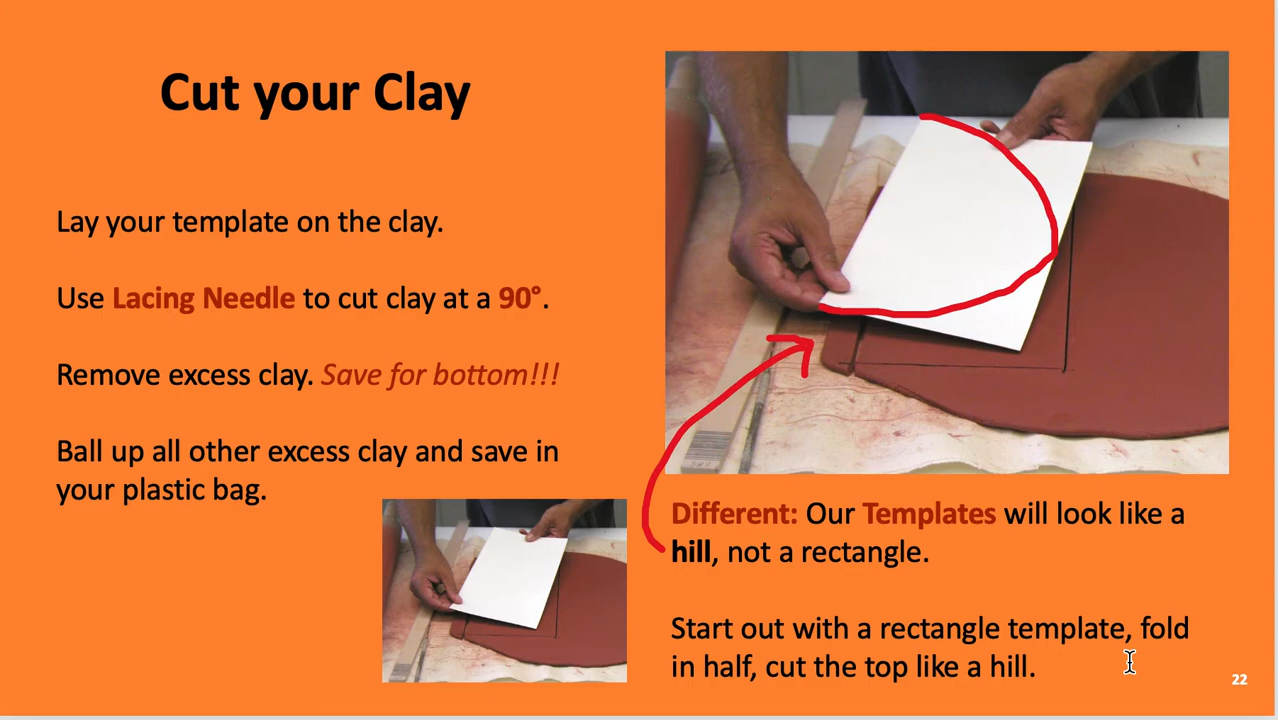 Cut your Clay
Lay your template on the clay.
Use Lacing Needle to cut clay at a 90°.
Remove excess clay. Save for bottom!!!
Ball up all other excess clay and save in
your plastic bag.
Different: Our Templates will look like a
hill, not a rectangle.
Start out with a rectangle template, fold
in half, cut the top like a hill.
22